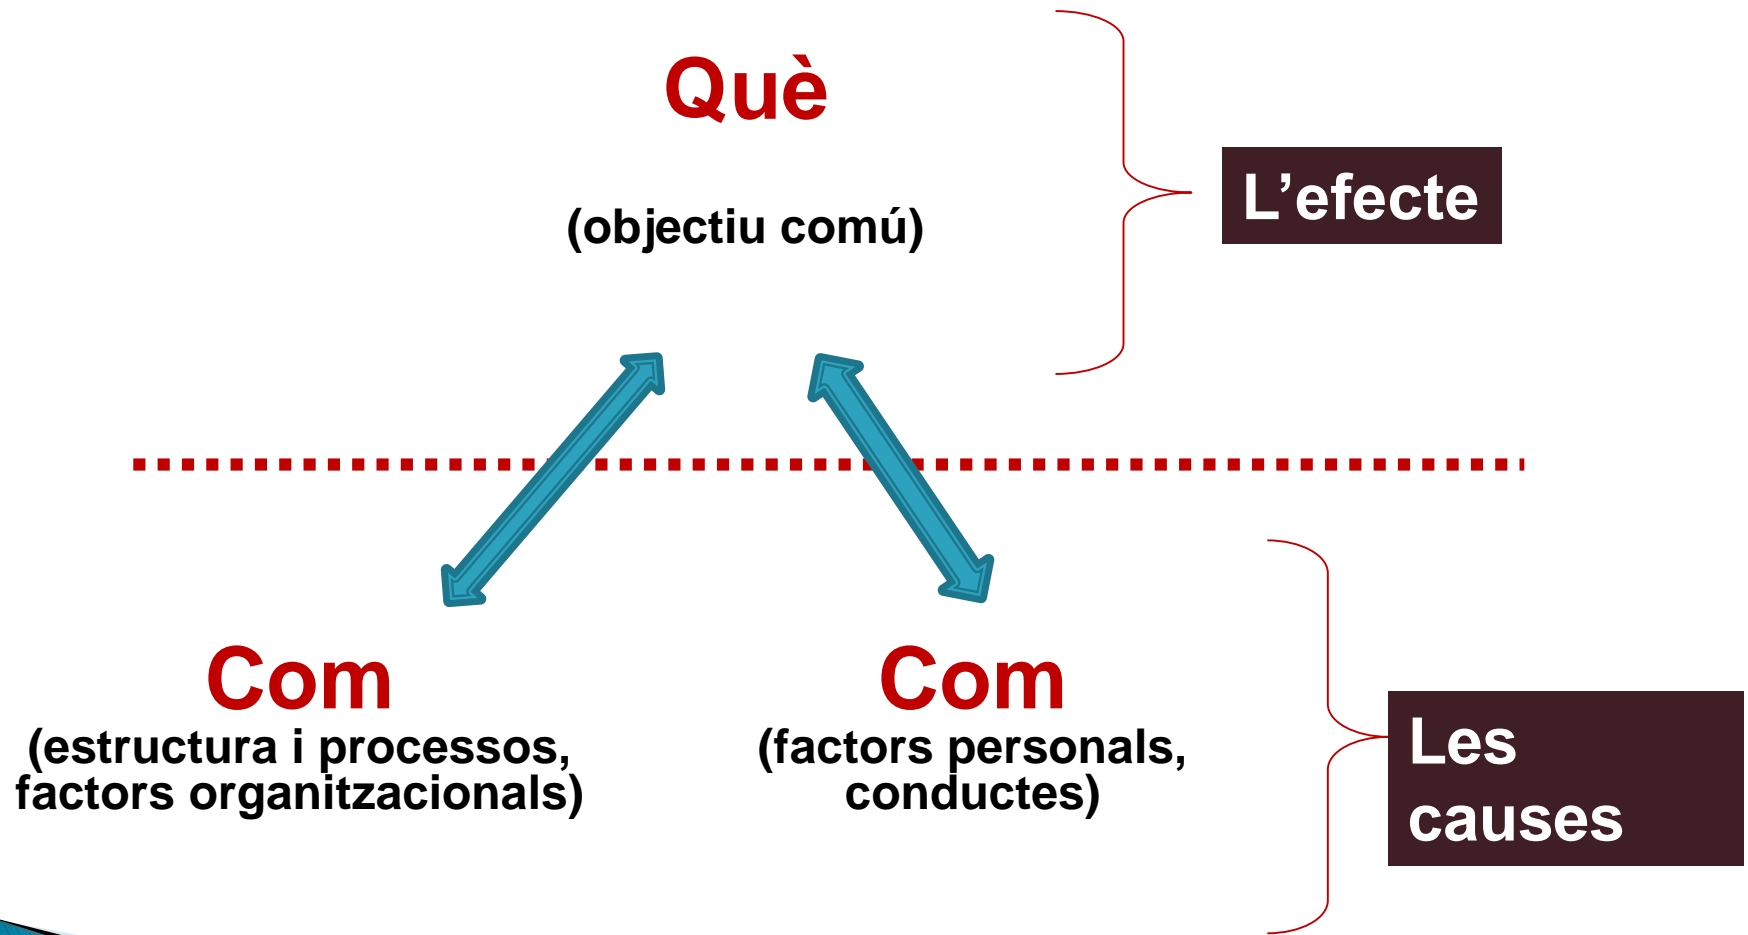 Què
(objectiu comú)
L’efecte
Com
(estructura i processos,
factors organitzacionals)
Com
(factors personals,
conductes)
Les
causes